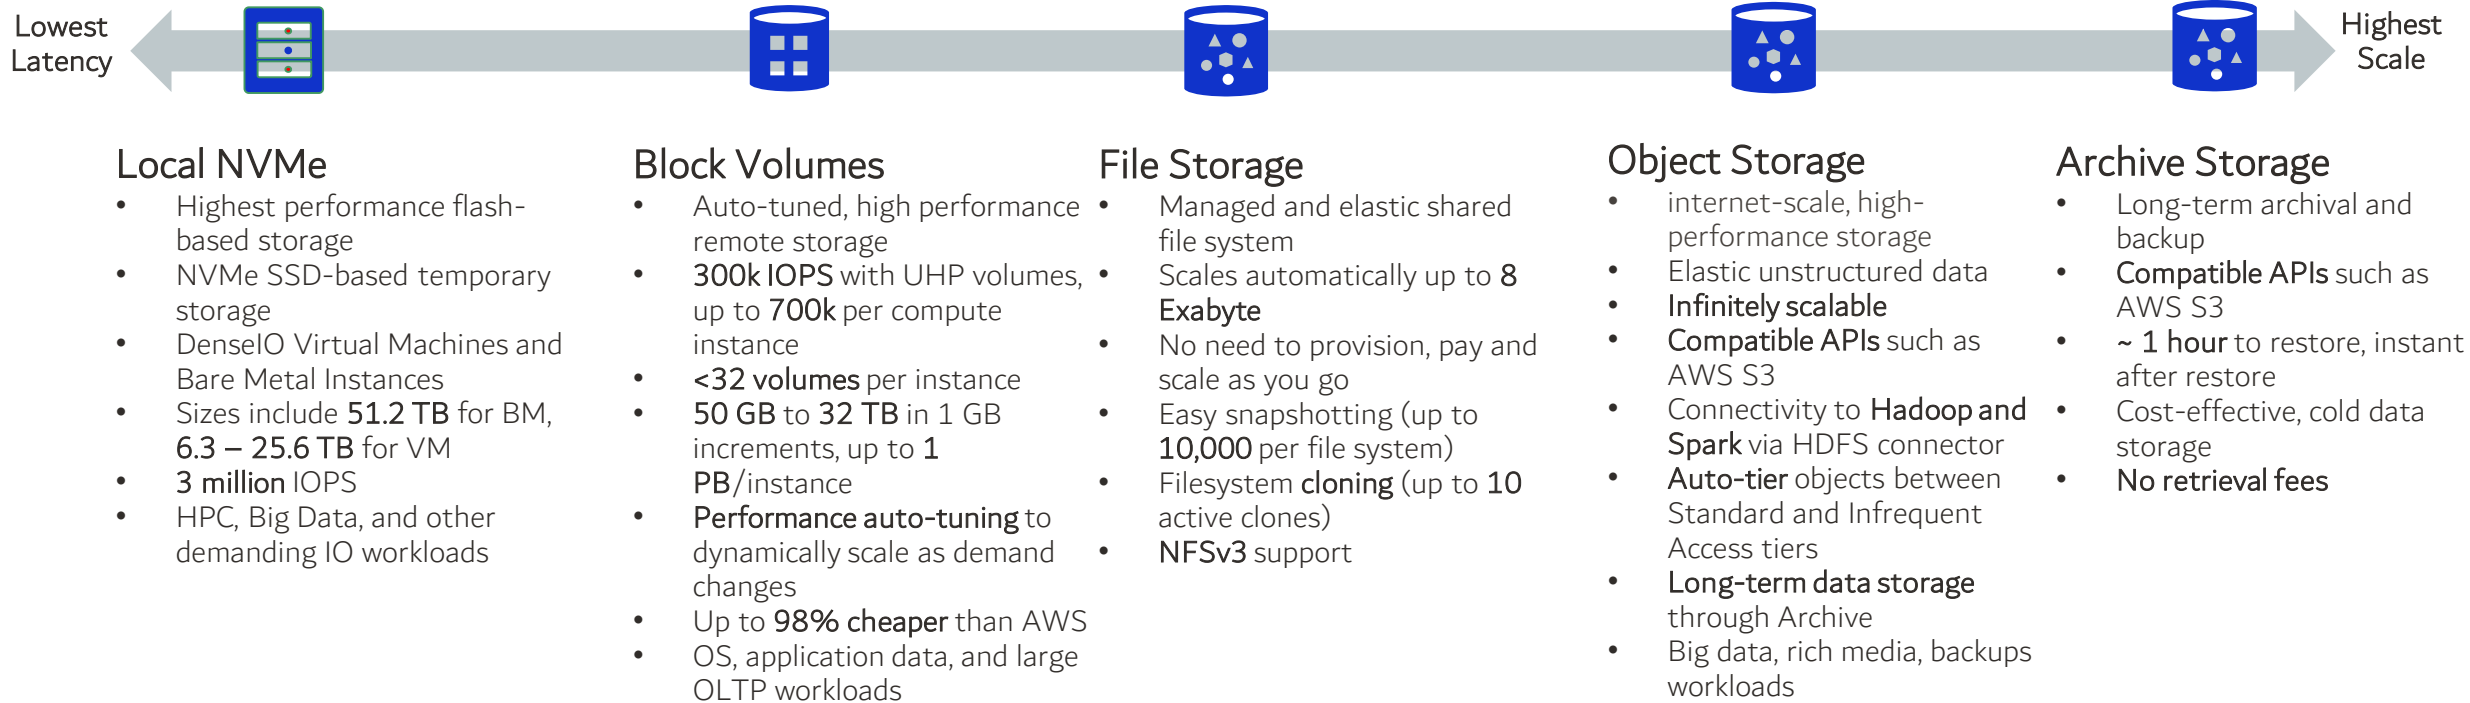 Lowest
Latency
Highest
Scale
Local NVMe
• Highest performance flash-
based storage
• NVMe SSD-based temporary
storage
• DenseIO Virtual Machines and
Bare Metal Instances
• Sizes include 51.2 TB for BM,
6.3 – 25.6 TB for VM
• 3 million IOPS
• HPC, Big Data, and other
demanding IO workloads
Block Volumes
• Auto-tuned, high performance
remote storage
• 300k IOPS with UHP volumes,
up to 700k per compute
instance
• <32 volumes per instance
• 50 GB to 32 TB in 1 GB
increments, up to 1
PB/instance
• Performance auto-tuning to
dynamically scale as demand
changes
• Up to 98% cheaper than AWS
• OS, application data, and large
OLTP workloads
File Storage
• Managed and elastic shared
file system
• Scales automatically up to 8
Exabyte
• No need to provision, pay and
scale as you go
• Easy snapshotting (up to
10,000 per file system)
• Filesystem cloning (up to 10
active clones)
• NFSv3 support
Object Storage
• internet-scale, high-
performance storage
• Elastic unstructured data
• Infinitely scalable
• Compatible APIs such as
AWS S3
• Connectivity to Hadoop and
Spark via HDFS connector
• Auto-tier objects between
Standard and Infrequent
Access tiers
• Long-term data storage
through Archive
• Big data, rich media, backups
workloads
Archive Storage
• Long-term archival and
backup
• Compatible APIs such as
AWS S3
• ~ 1 hour to restore, instant
after restore
• Cost-effective, cold data
storage
• No retrieval fees